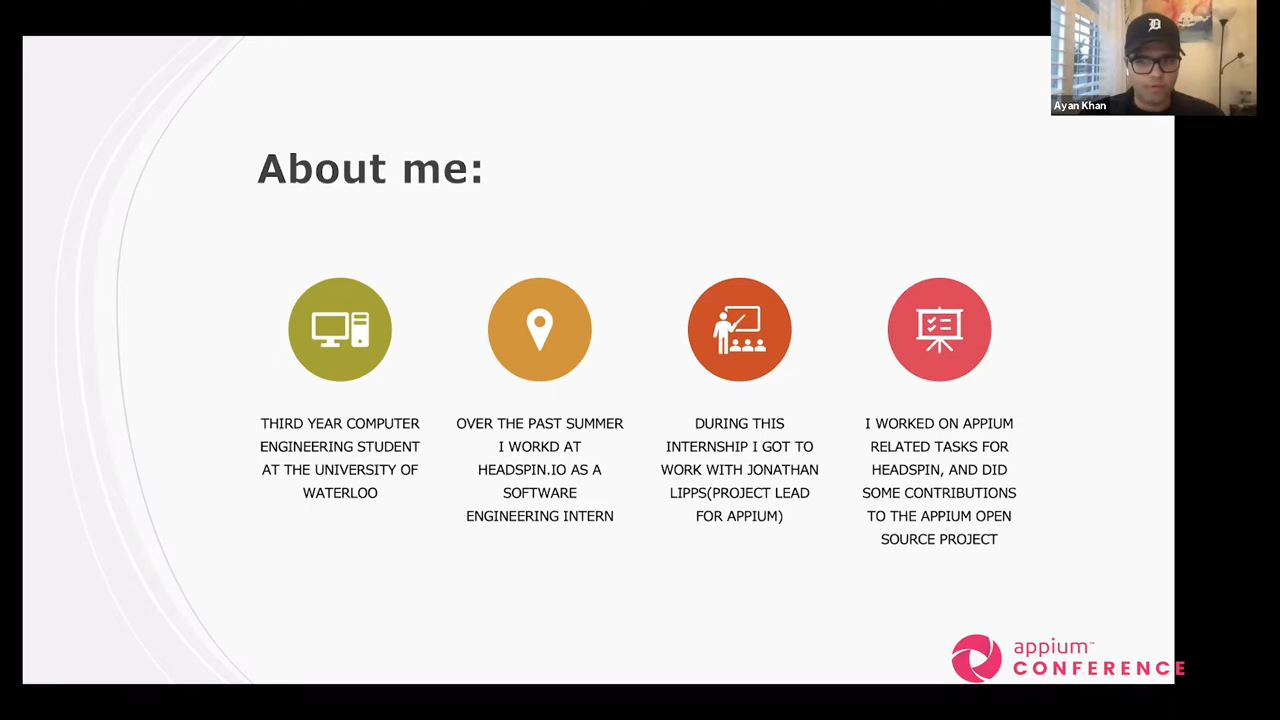 Ayan Khan
About me:
THIRD YEAR COMPUTER
ENGINEERING STUDENT
AT THE UNIVERSITY OF
WATERLOO
OVER THE PAST SUMMER
I WORKD AT
HEADSPIN.IO AS A
SOFTWARE
ENGINEERING INTERN
DURING THIS
INTERNSHIP I GOT TO
WORK WITH JONATHAN
LIPPS(PROJECT LEAD
FOR APPIUM)
I WORKED ON APPIUM
RELATED TASKS FOR
HEADSPIN, AND DID
SOME CONTRIBUTIONS
TO THE APPIUM OPEN
SOURCE PROJECT
appium™
CONFERENCE